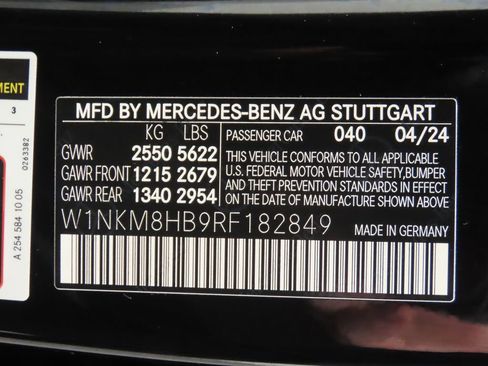 MENT
3
0263382
A 254 584 10 05
MFD BY MERCEDES-BENZ AG STUTTGART
KG LBS
GVWR 2550 5622
GAWR FRONT 1215 2679
GAWR REAR 1340 2954
PASSENGER CAR 040 04/24
THIS VEHICLE CONFORMS TO ALL APPLICABLE
U.S. FEDERAL MOTOR VEHICLE SAFETY,BUMPER
AND THEFT PREVENTION STANDARDS IN EFFECT
ON THE DATE OF MANUFACTURE SHOWN ABOVE
W1NKM8HB9RF182849
MADE IN GERMANY